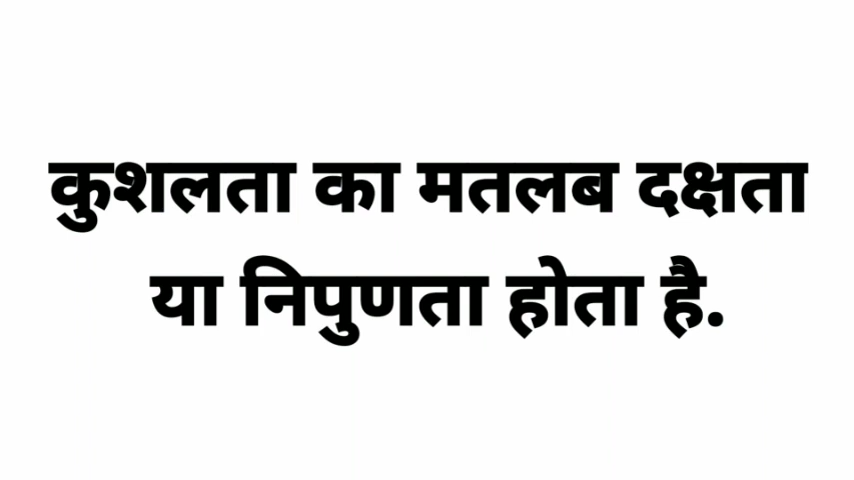 कुशलता का मतलब दक्षता
या निपुणता होता है.